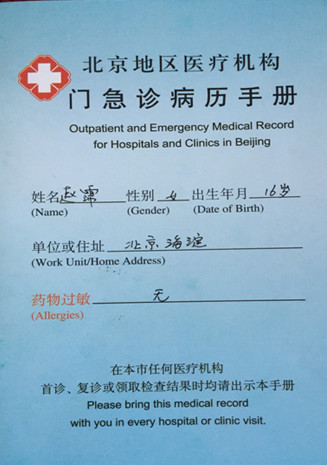 北京地区医疗机构
门急诊病历手册
Outpatient and Emergency Medical Record
for Hospitals and Clinics in Beijing
姓名 赵霈 性别 女 出生年月 16岁
(Name) (Gender) (Date of Birth)
单位或住址 北京海淀
(Work Unit/Home Address)
药物过敏 无
(Allergies)
在本市任何医疗机构
首诊、复诊或领取检查结果时均请出示本手册
Please bring this medical record
with you in every hospital or clinic visit.